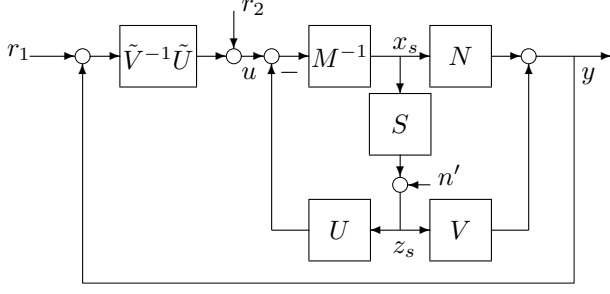 r₂
r₁ Ṽ⁻¹Ũ u − M⁻¹ xₛ N y
S
n′
U zₛ V